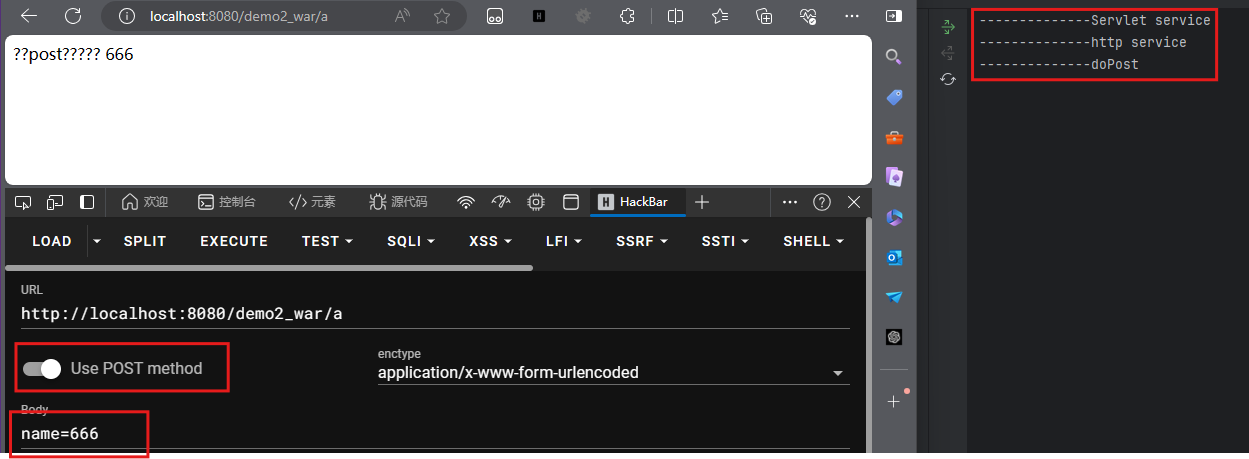 localhost:8080/demo2_war/a
??post????? 666
--------------Servlet service
--------------http service
--------------doPost
欢迎
控制台
元素
源代码
HackBar
LOAD
SPLIT
EXECUTE
TEST
SQLI
XSS
LFI
SSRF
SSTI
SHELL
URL
http://localhost:8080/demo2_war/a
Use POST method
enctype
application/x-www-form-urlencoded
Body
name=666